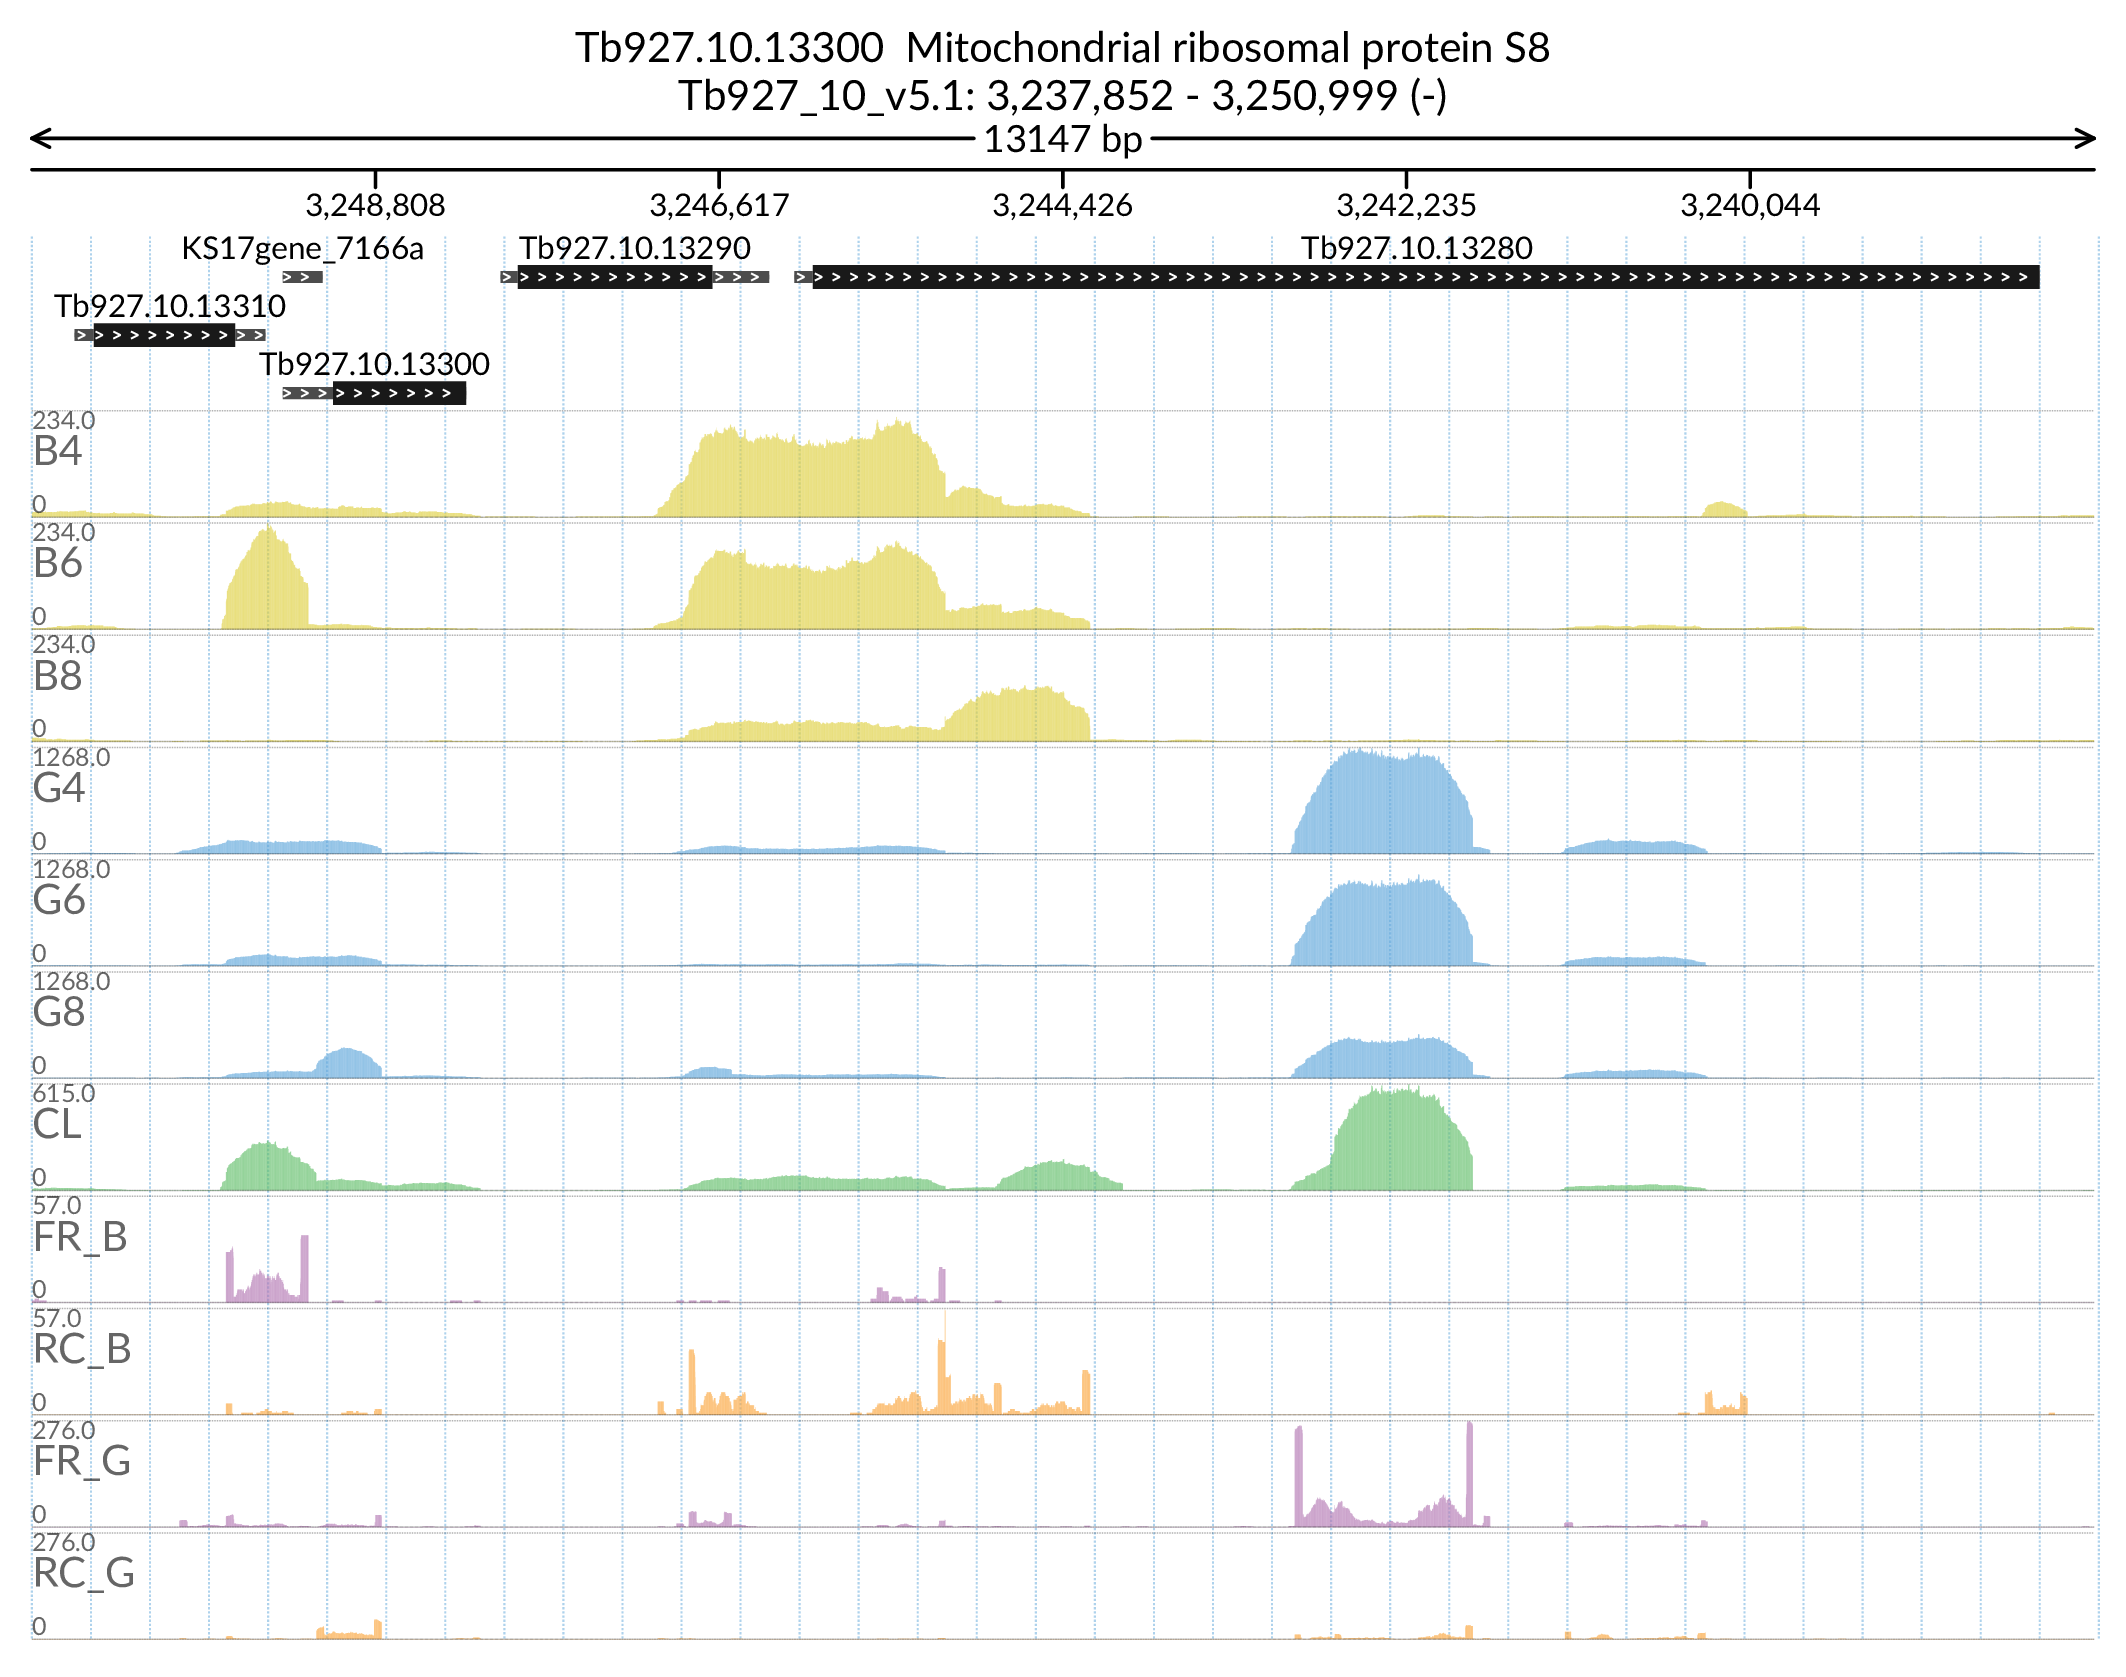 Tb927.10.13300  Mitochondrial ribosomal protein S8
Tb927_10_v5.1: 3,237,852 - 3,250,999 (-)
13147 bp
3,248,808 3,246,617 3,244,426 3,242,235 3,240,044
KS17gene_7166a Tb927.10.13290 Tb927.10.13280
Tb927.10.13310
Tb927.10.13300
234.0
B4
0
234.0
B6
0
234.0
B8
0
1268.0
G4
0
1268.0
G6
0
1268.0
G8
0
615.0
CL
0
57.0
FR_B
0
57.0
RC_B
0
276.0
FR_G
0
276.0
RC_G
0